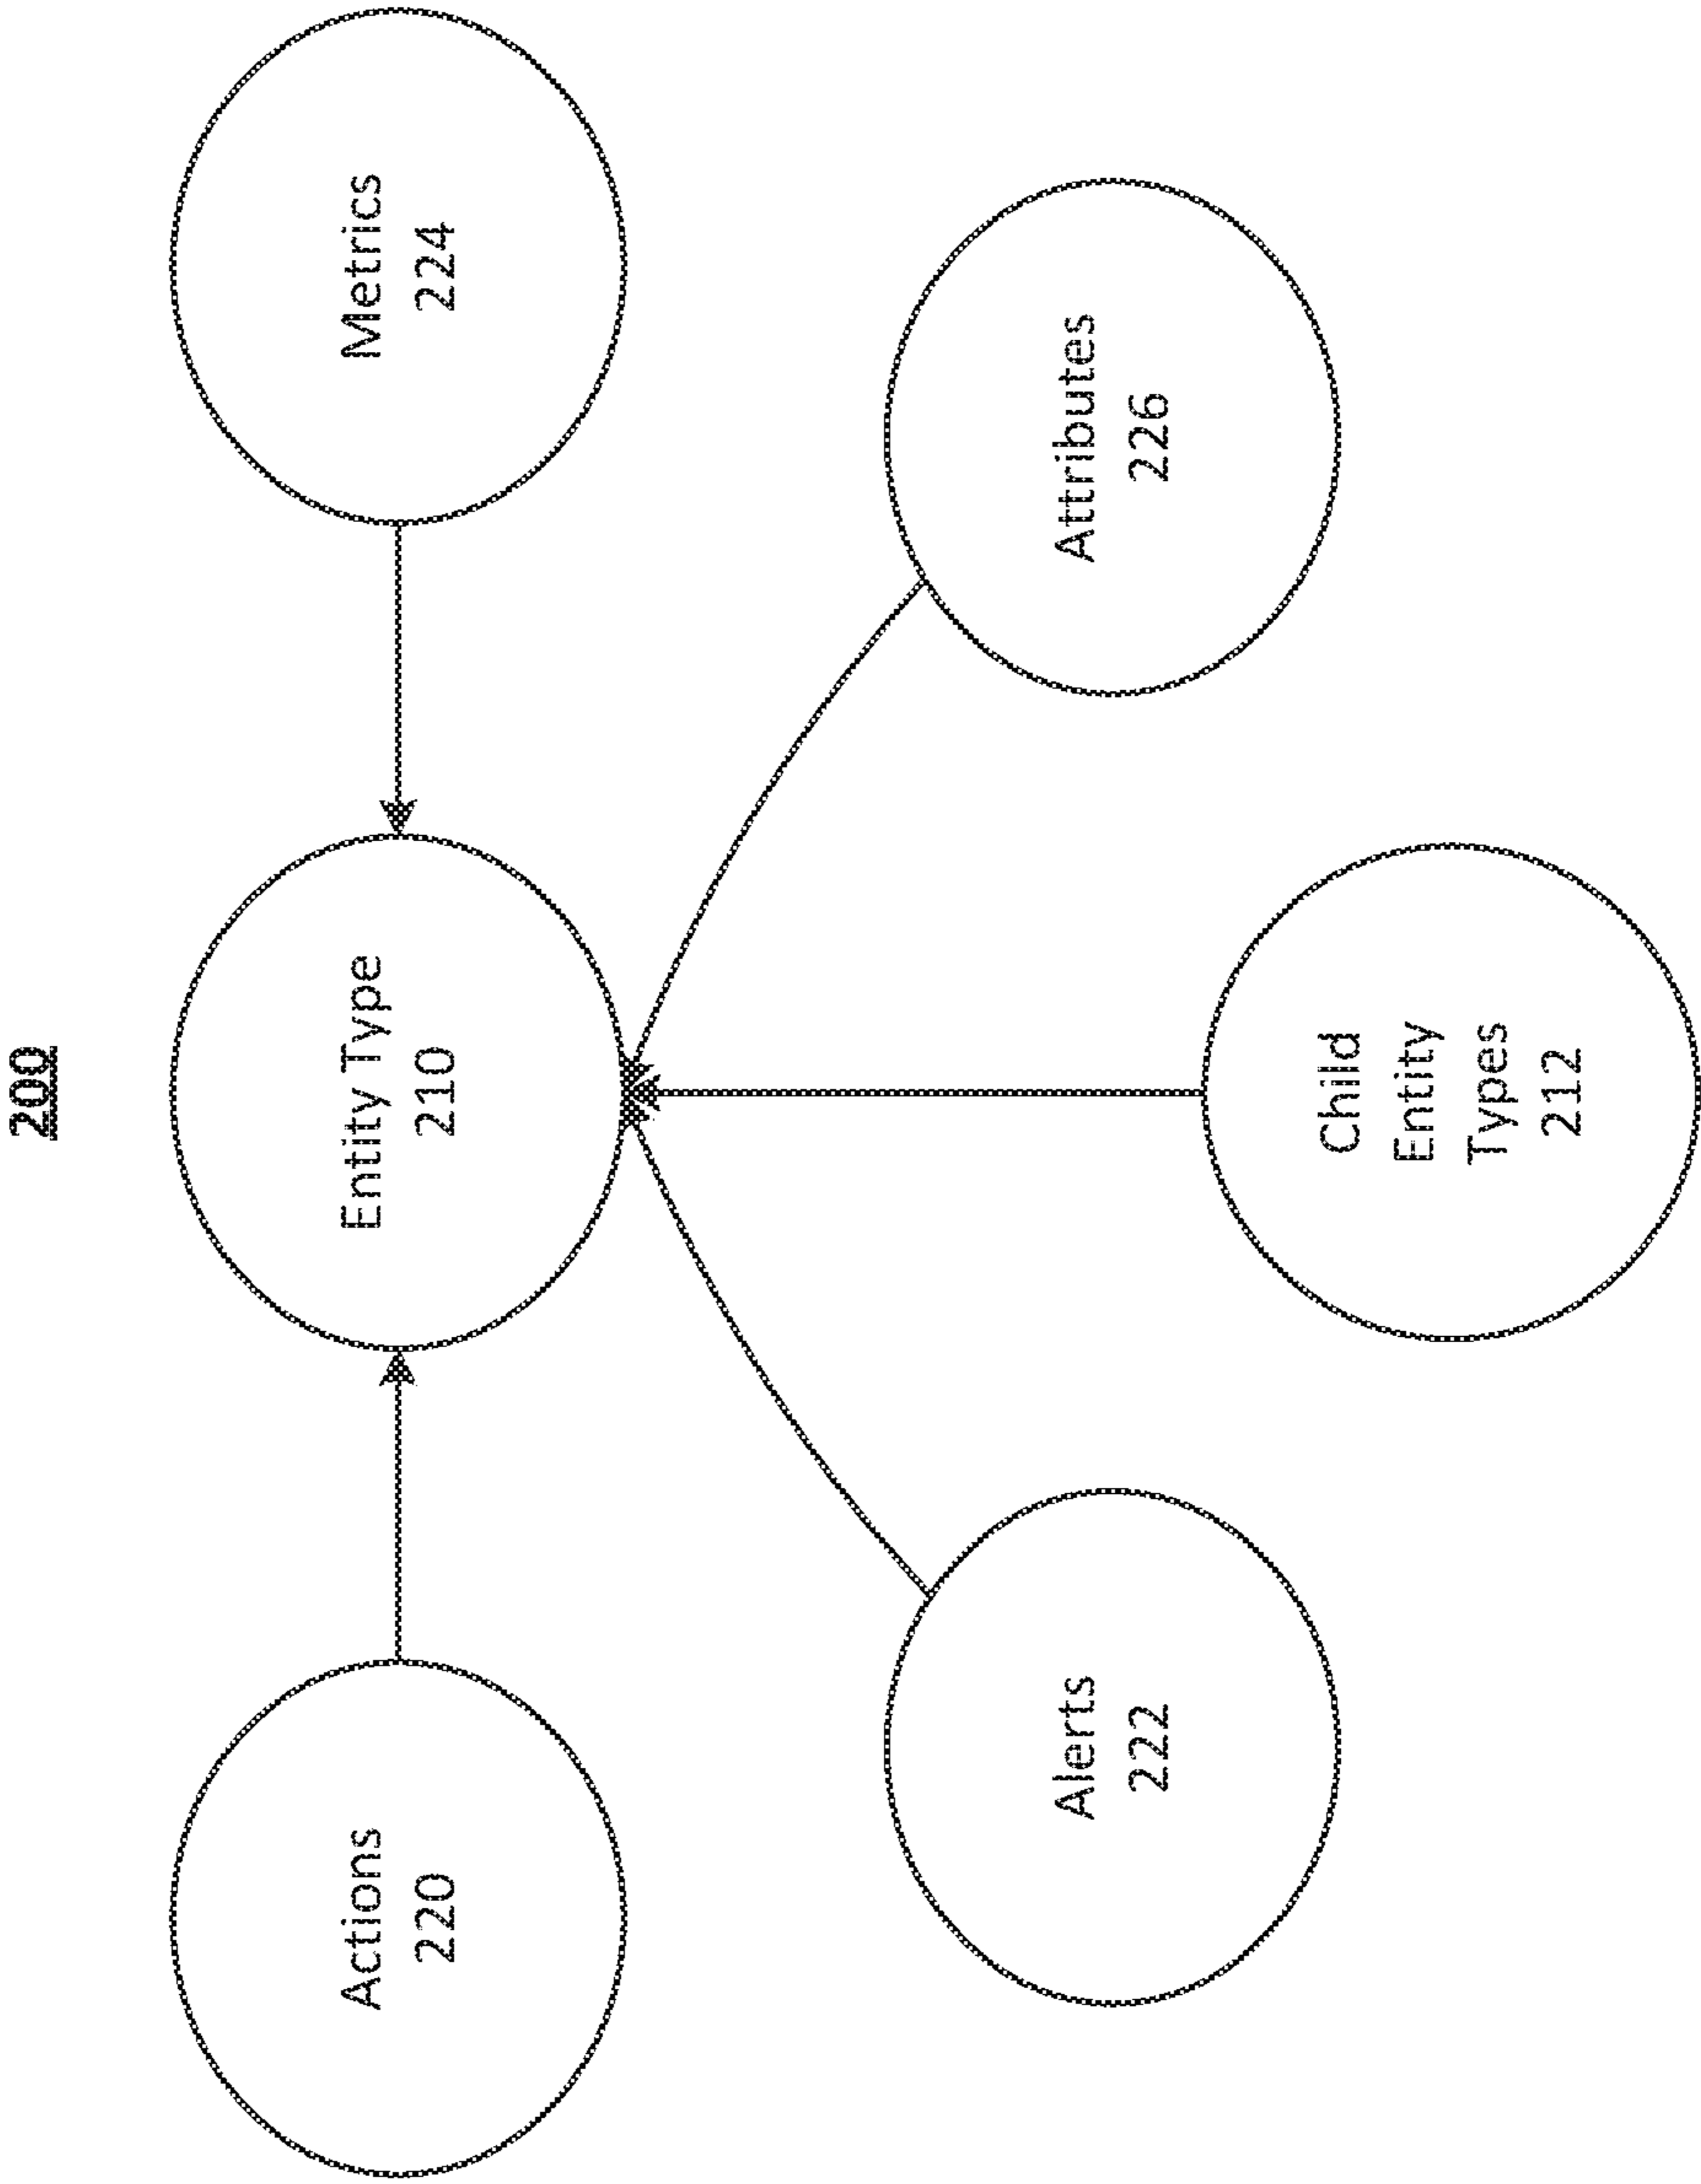 200
Actions
220
Entity Type
210
Metrics
224
Alerts
222
Attributes
226
Child
Entity
Types
212